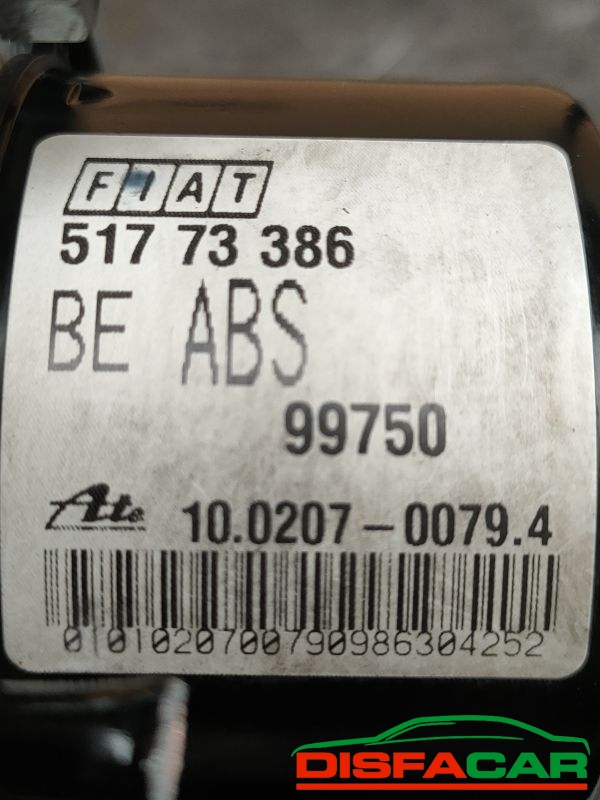 FIAT
517 73 386
BE ABS
99750
Ate 10.0207-0079.4
0101020700790986304252
DISFACAR